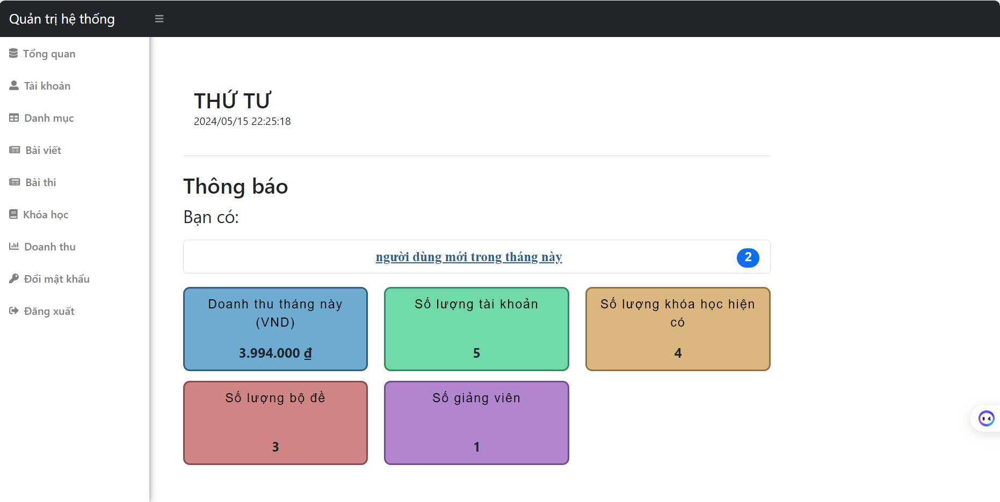 Quản trị hệ thống
Tổng quan
Tài khoản
Danh mục
Bài viết
Bài thi
Khóa học
Doanh thu
Đổi mật khẩu
Đăng xuất
THỨ TƯ
2024/05/15 22:25:18
Thông báo
Bạn có:
người dùng mới trong tháng này 2
Doanh thu tháng này
(VND)
3.994.000 ₫
Số lượng tài khoản
5
Số lượng khóa học hiện
có
4
Số lượng bộ đề
3
Số giảng viên
1